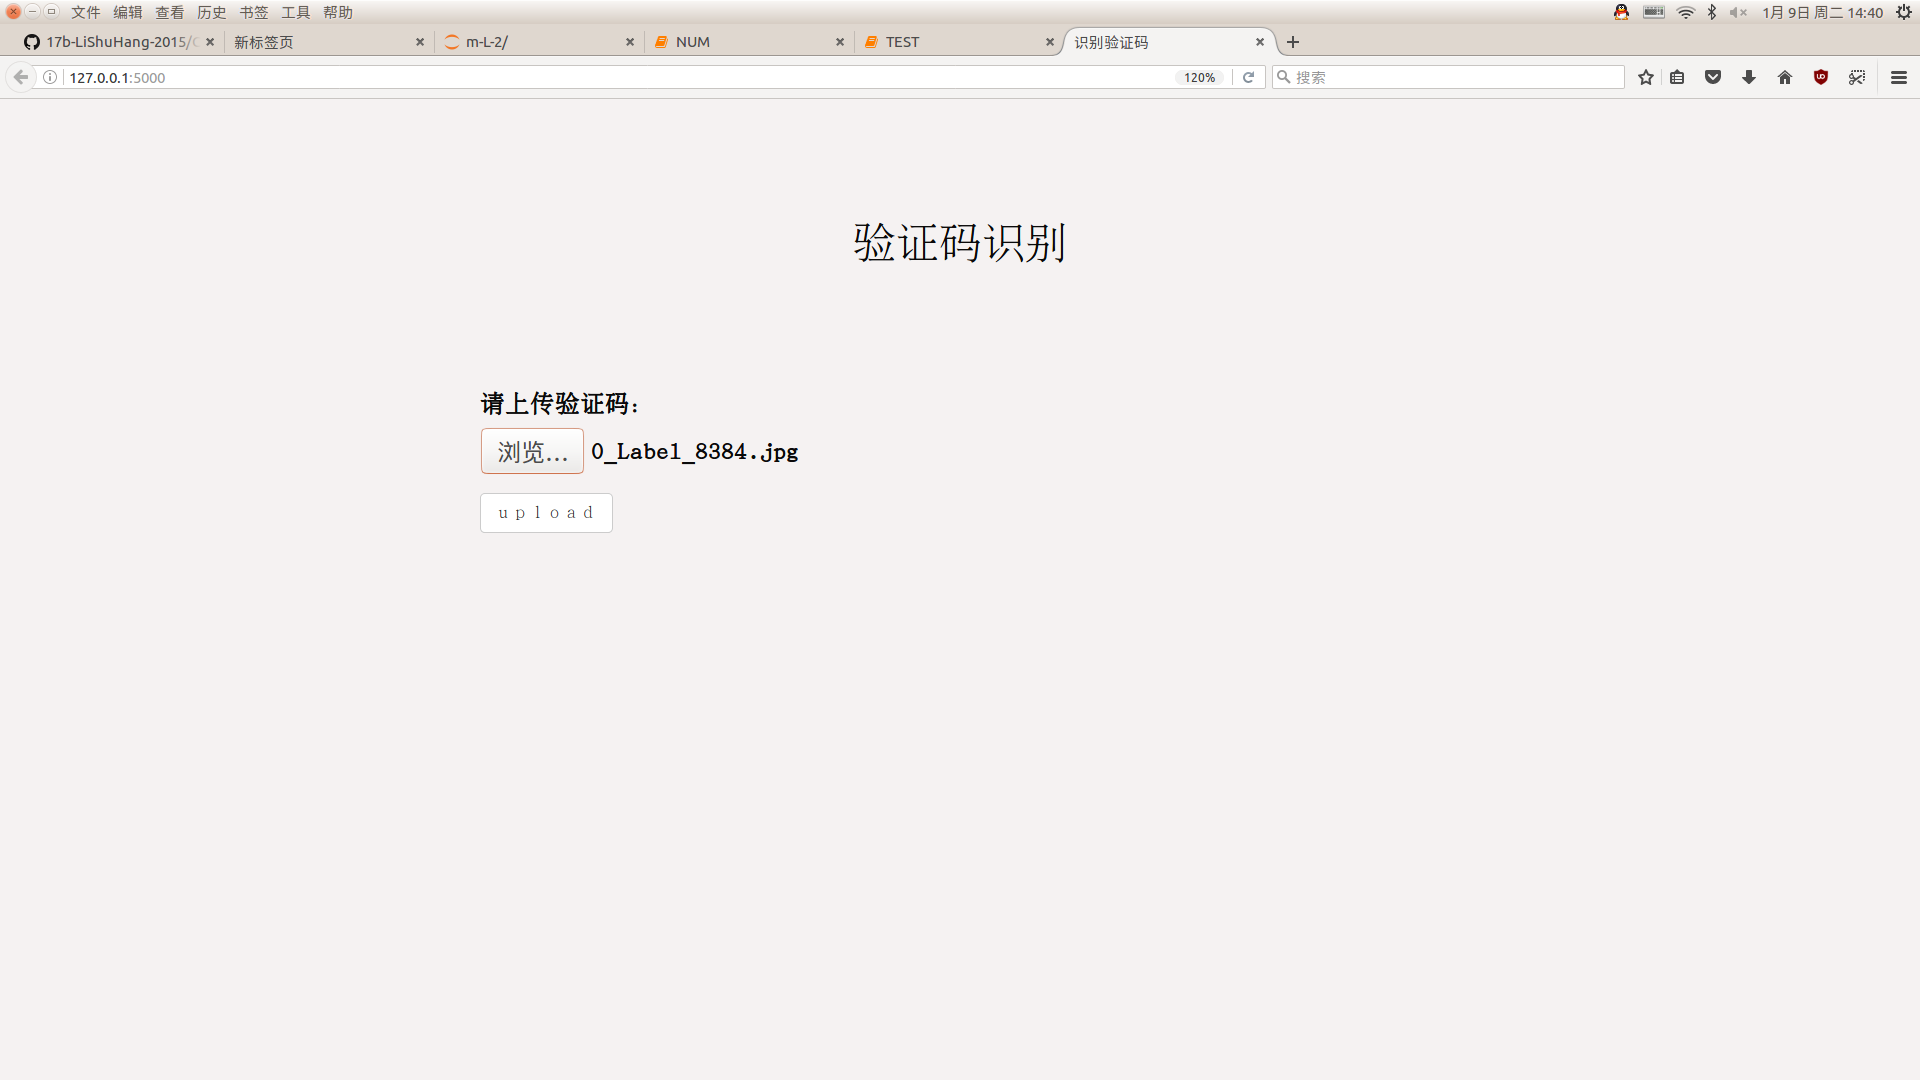 文件 编辑 查看 历史 书签 工具 帮助
1月 9日 周二 14:40
17b-LiShuHang-2015/
新标签页
m-L-2/
NUM
TEST
识别验证码
127.0.0.1:5000
120%
搜索
验证码识别
请上传验证码：
浏览... 0_Label_8384.jpg
upload